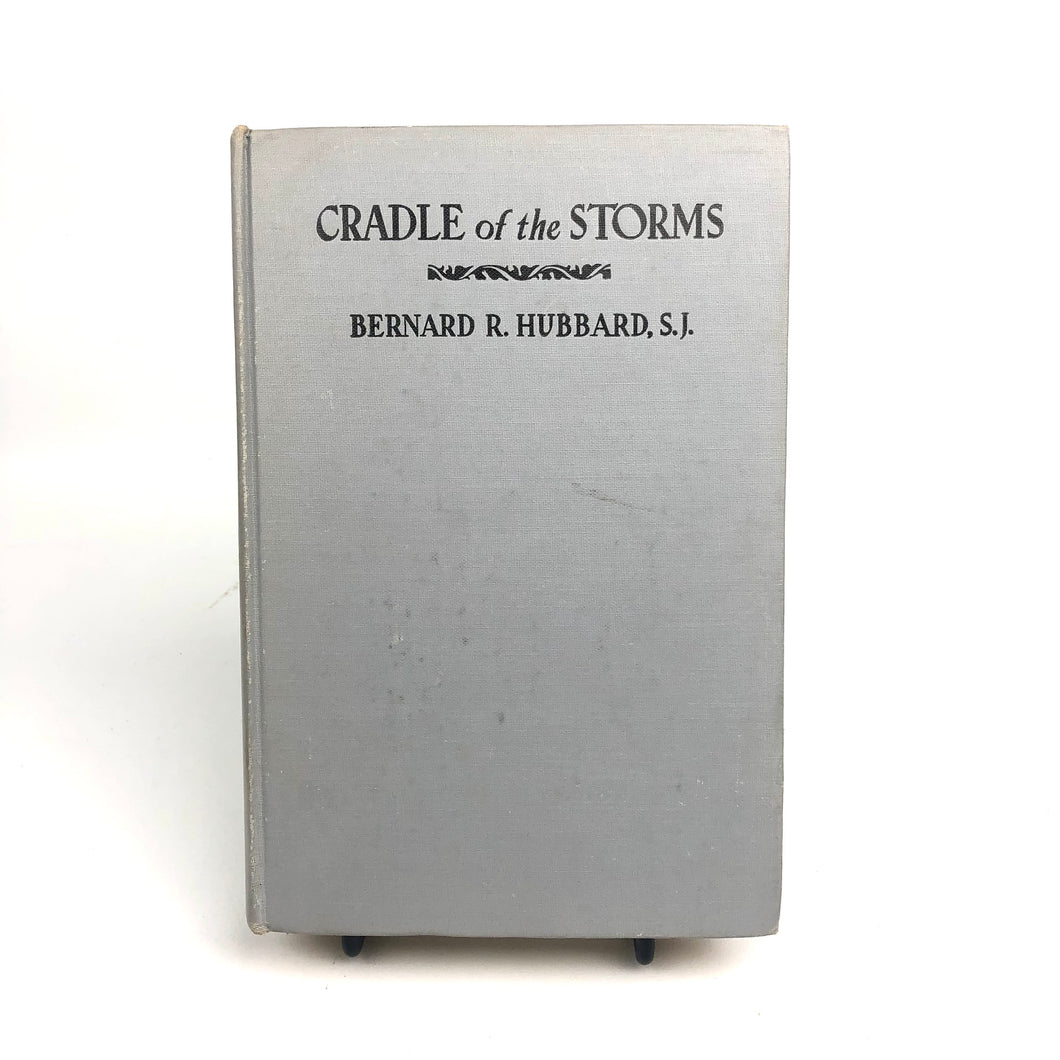 CRADLE of the STORMS
BERNARD R. HUBBARD, S.J.